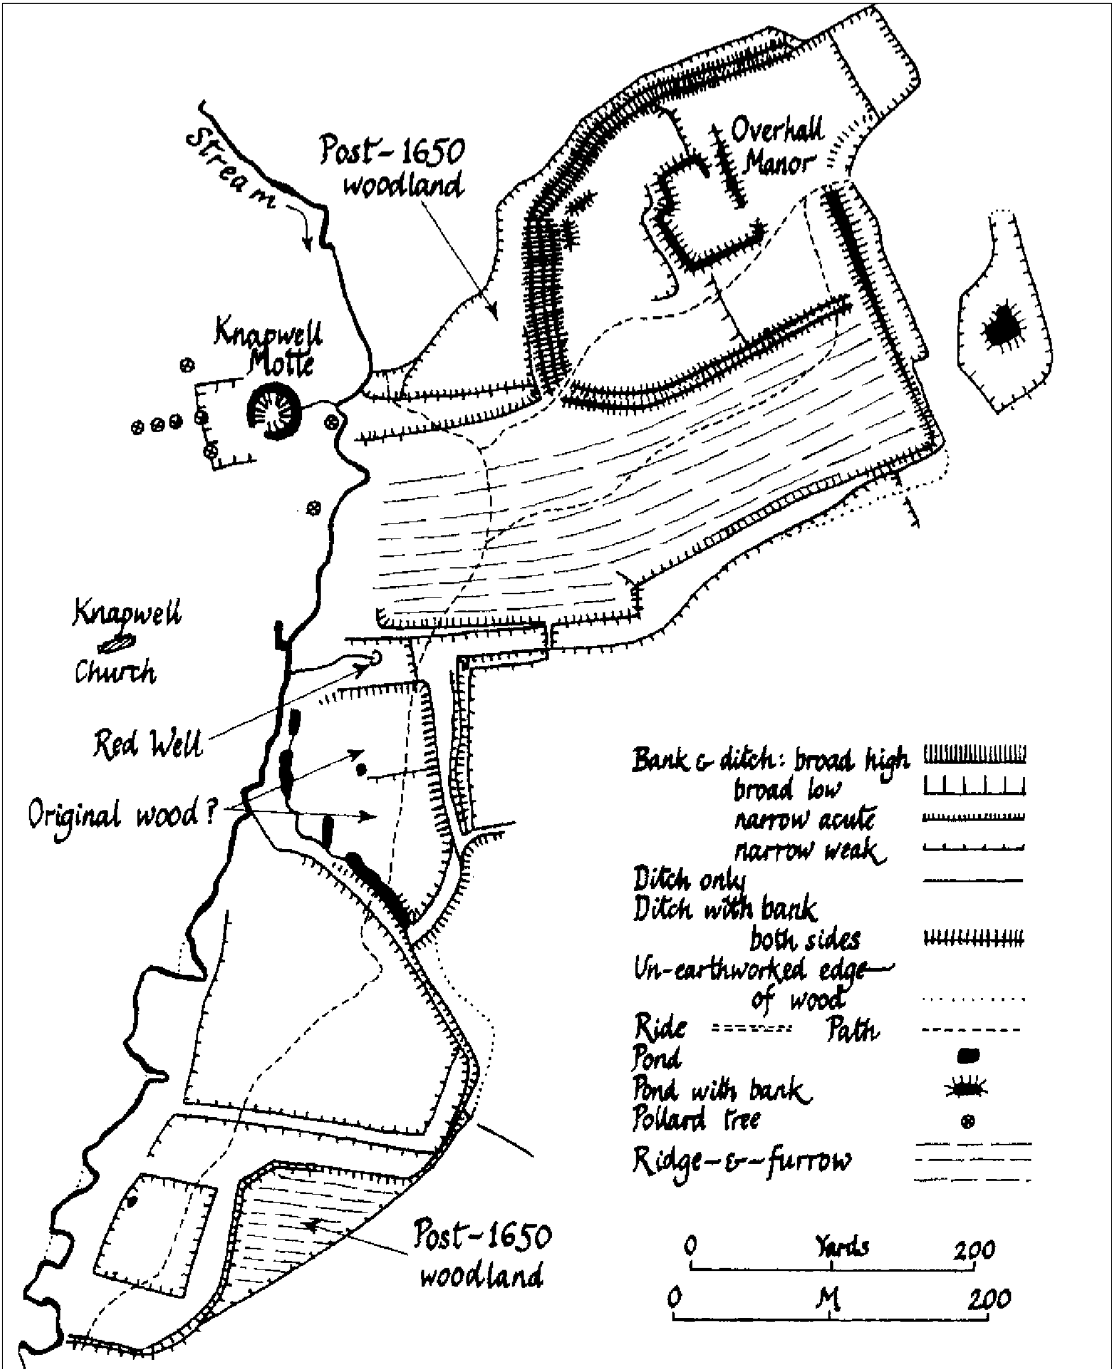 Stream
Post-1650
woodland
Overhall
Manor
Knapwell
Motte
Knapwell
Church
Red Well
Original wood?
Post-1650
woodland
Bank & ditch: broad high
broad low
narrow acute
narrow weak
Ditch only
Ditch with bank
both sides
Un-earthworked edge
of wood
Ride Path
Pond
Pond with bank
Pollard tree
Ridge-&-furrow
0 Yards 200
0 M 200